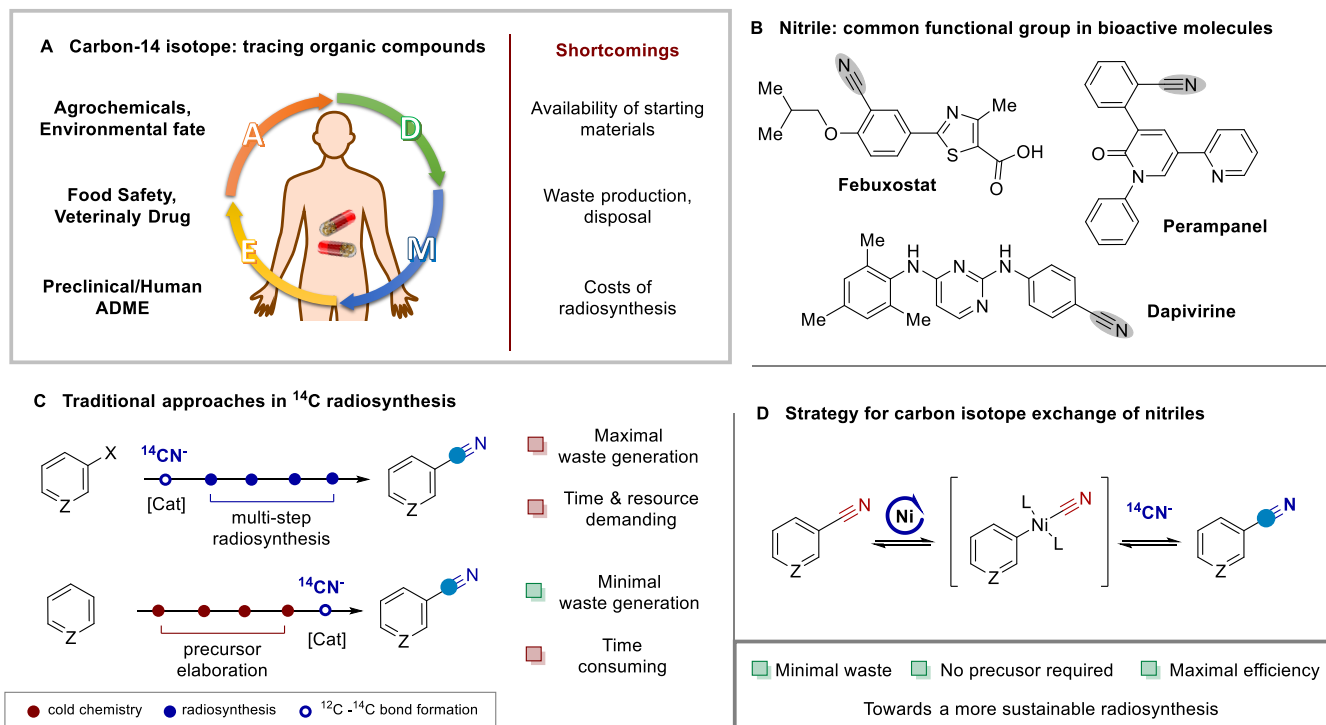 A Carbon-14 isotope: tracing organic compounds
Agrochemicals,
Environmental fate
Food Safety,
Veterinaly Drug
Preclinical/Human
ADME
A
D
E
M
Shortcomings
Availability of starting
materials
Waste production,
disposal
Costs of
radiosynthesis
B Nitrile: common functional group in bioactive molecules
N
Me
Me
O
N
Me
S
OH
O
Febuxostat
N
O
N
N
Perampanel
Me
H
N
N
H
N
N
Me
Me
N
Dapivirine
C Traditional approaches in ¹⁴C radiosynthesis
X
Z
¹⁴CN⁻
[Cat]
multi-step
radiosynthesis
N
Z
Maximal
waste generation
Time & resource
demanding
Z
¹⁴CN⁻
precursor
elaboration
[Cat]
N
Z
Minimal
waste generation
Time
consuming
cold chemistry
radiosynthesis
¹²C -¹⁴C bond formation
D Strategy for carbon isotope exchange of nitriles
N
Z
Ni
L
Ni
N
L
Z
¹⁴CN⁻
N
Z
Minimal waste
No precusor required
Maximal efficiency
Towards a more sustainable radiosynthesis